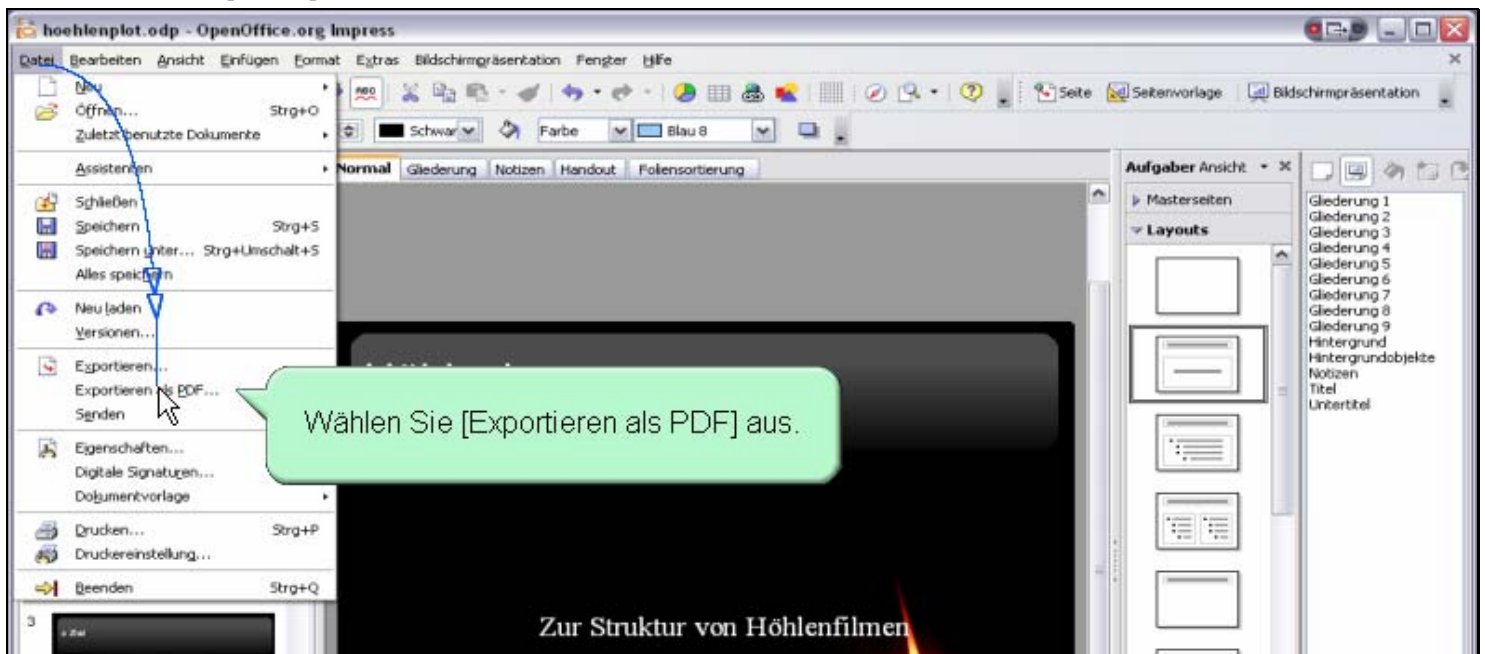 hoehlenplot.odp - OpenOffice.org Impress
Datei Bearbeiten Ansicht Einfügen Format Extras Bildschirmpräsentation Fenster Hilfe
Neu
Öffnen... Strg+O
Zuletzt benutzte Dokumente
Assistenten
Schließen
Speichern Strg+S
Speichern unter... Strg+Umschalt+S
Alles speichern
Neu laden
Versionen...
Exportieren...
Exportieren als PDF...
Senden
Eigenschaften...
Digitale Signaturen...
Dokumentvorlage
Drucken... Strg+P
Druckereinstellung...
Beenden Strg+Q
ABC
Seite Seitenvorlage Bildschirmpräsentation
Schwar Farbe Blau 8
Normal Gliederung Notizen Handout Foliensortierung
Wählen Sie [Exportieren als PDF] aus.
Zur Struktur von Höhlenfilmen
3
Aufgaber Ansicht
Masterseiten
Layouts
Gliederung 1
Gliederung 2
Gliederung 3
Gliederung 4
Gliederung 5
Gliederung 6
Gliederung 7
Gliederung 8
Gliederung 9
Hintergrund
Hintergrundobjekte
Notizen
Titel
Untertitel